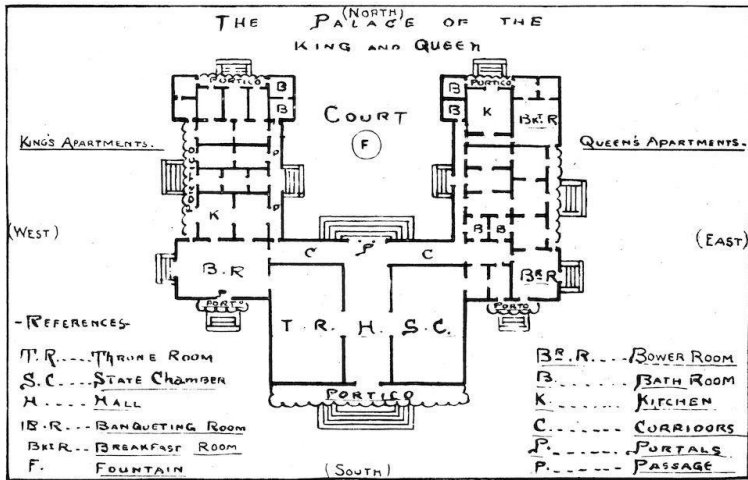 THE PALACE OF THE
(NORTH)
KING AND QUEEN
PORTICO
PORTICO
B
B
B
B
K
BKT.R
COURT
F
KING'S APARTMENTS.
QUEEN'S APARTMENTS.
P
P
K
B
B
(WEST)
(EAST)
C
P
C
B.R
BR.R
PORTO
PORTO
T.R.
H.
S.C.
PORTICO
-REFERENCES-
T.R....THRONE ROOM
S.C....STATE CHAMBER
H....HALL
B.R..BANQUETING ROOM
BKTR..BREAKFAST ROOM
F. FOUNTAIN
BR.R....BOWER ROOM
B.......BATH ROOM
K.......KITCHEN
C.......CORRIDORS
P.......PORTALS
P.......PASSAGE
(SOUTH)